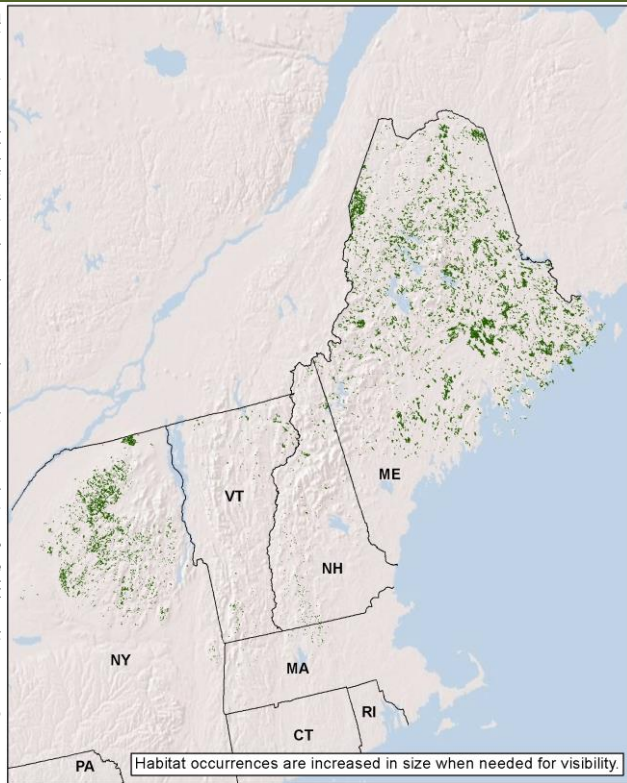 ME
VT
NH
NY
MA
RI
CT
PA
Habitat occurrences are increased in size when needed for visibility.